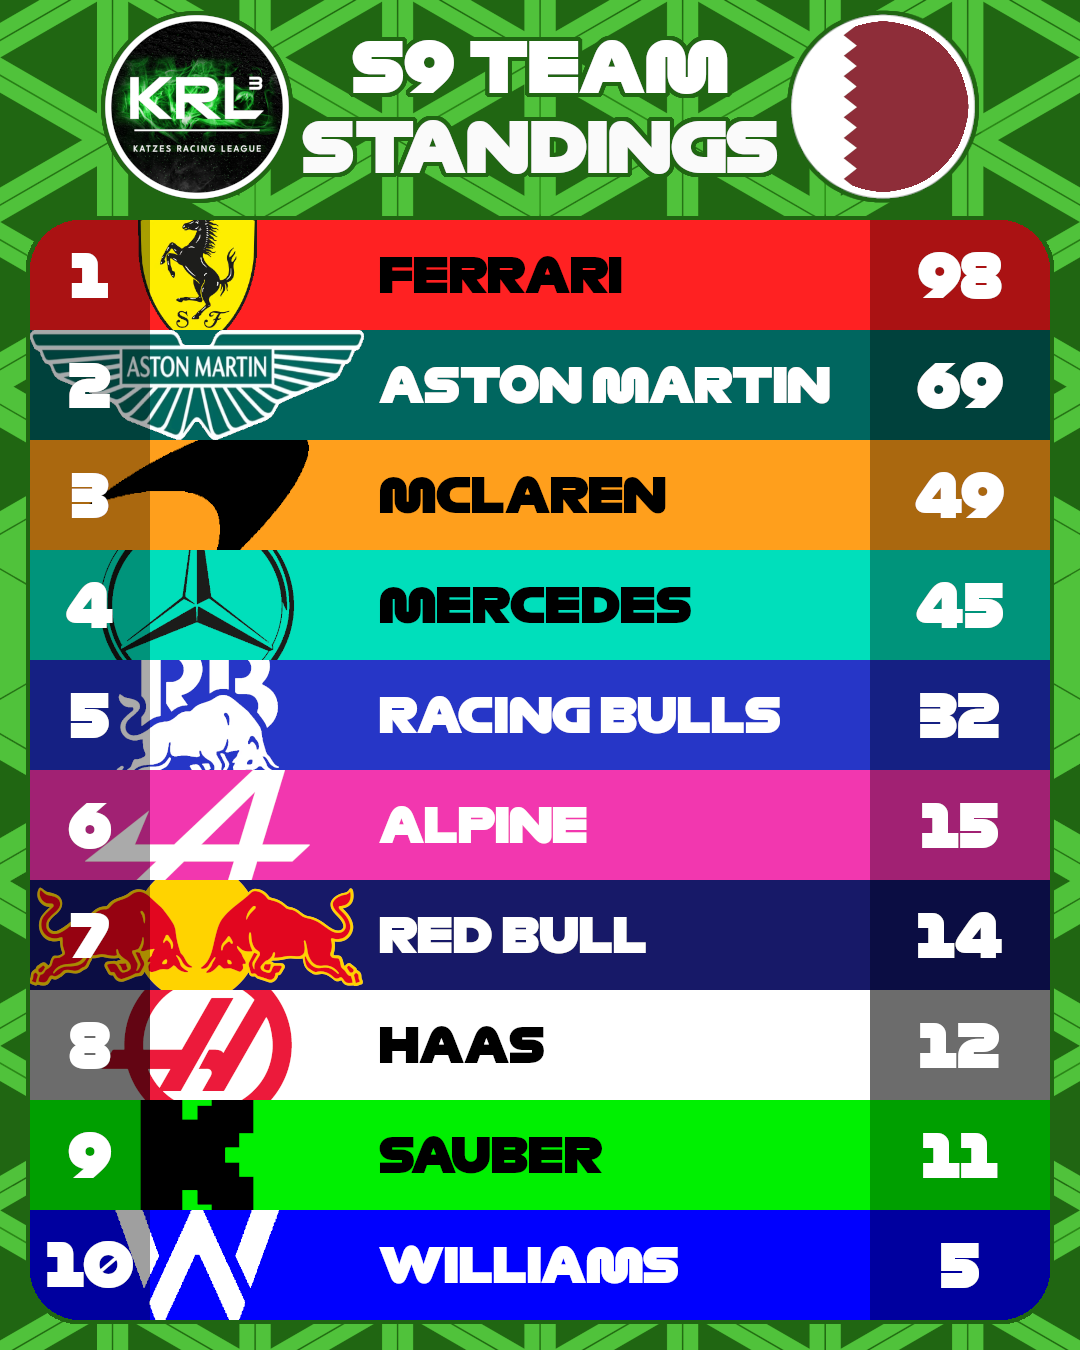 KRL3
KATZES RACING LEAGUE
S9 TEAM
STANDINGS
1 S F FERRARI 98
2 ASTON MARTIN ASTON MARTIN 69
3 MCLAREN 49
4 MERCEDES 45
5 RB RACING BULLS 32
6 A ALPINE 15
7 RED BULL 14
8 H HAAS 12
9 SAUBER 11
10 W WILLIAMS 5